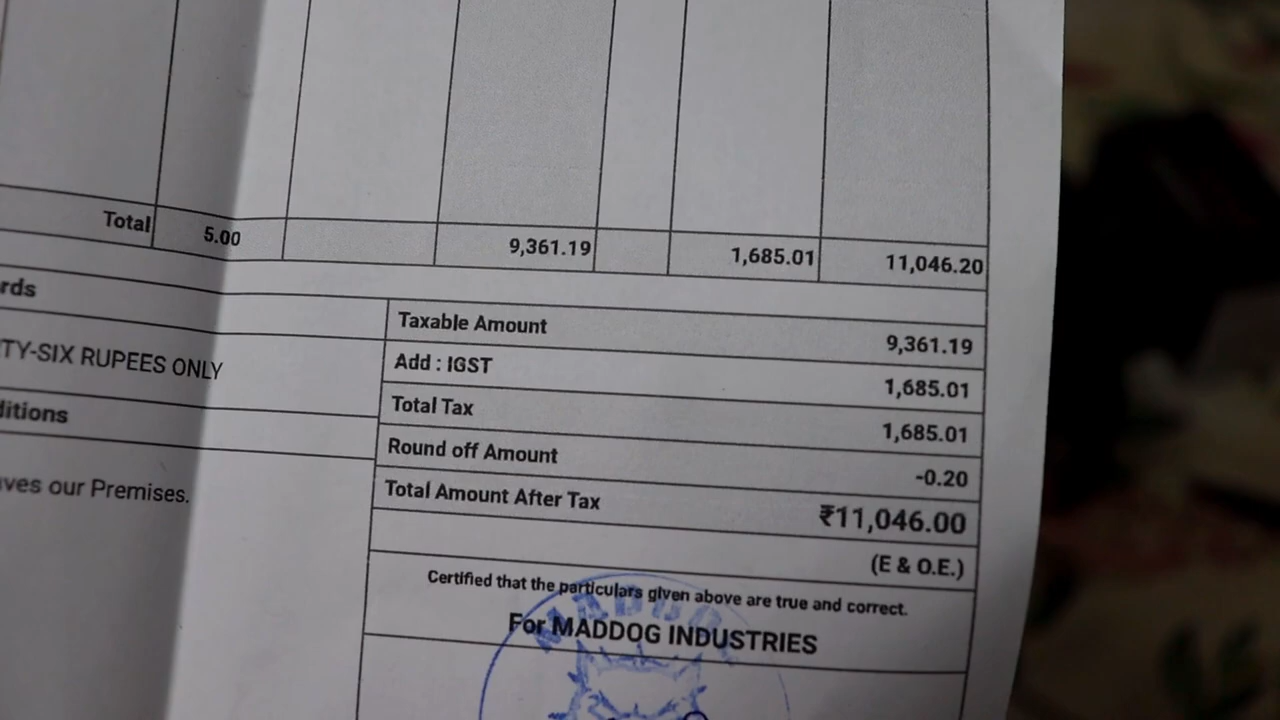 Total 5.00 9,361.19 1,685.01 11,046.20
rds
TY-SIX RUPEES ONLY
ditions
ves our Premises.
Taxable Amount 9,361.19
Add : IGST 1,685.01
Total Tax 1,685.01
Round off Amount -0.20
Total Amount After Tax ₹11,046.00
(E & O.E.)
Certified that the particulars given above are true and correct.
For MADDOG INDUSTRIES
MADDOG